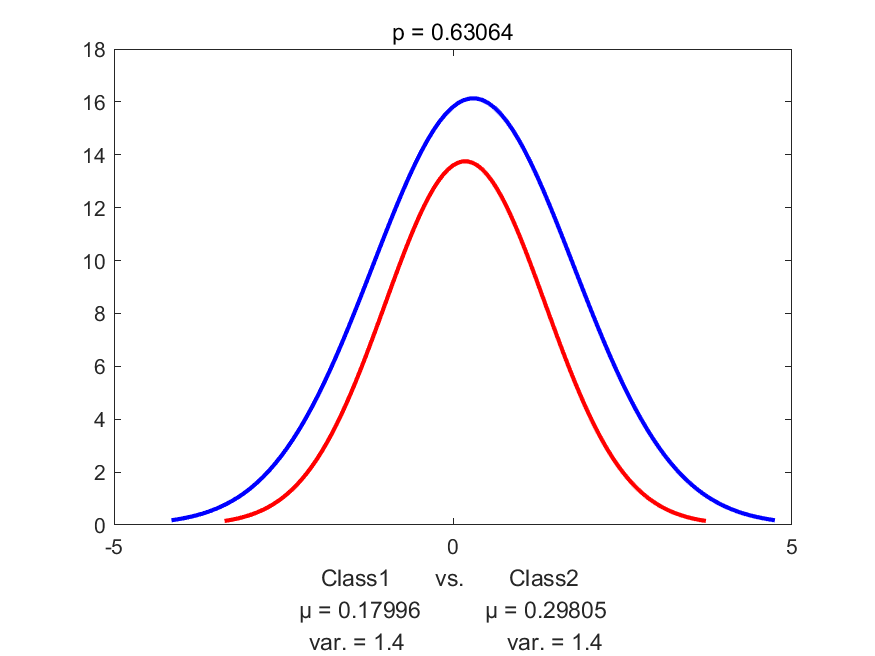 p = 0.63064
18
16
14
12
10
8
6
4
2
0
-5 0 5
Class1 vs. Class2
μ = 0.17996 μ = 0.29805
var. = 1.4 var. = 1.4